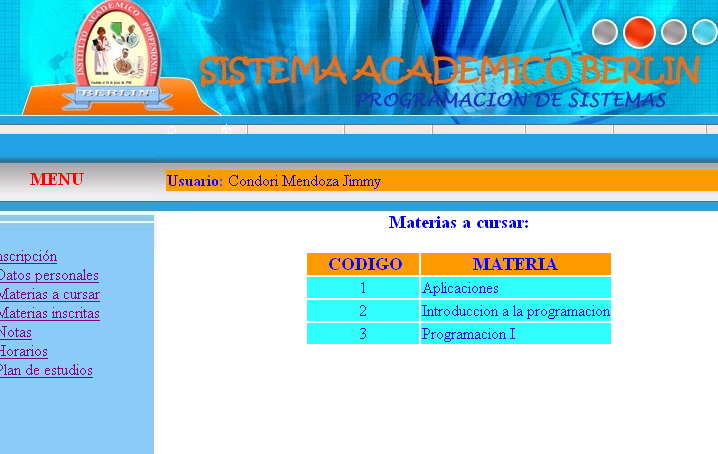 INSTITUTO ACADEMICO PROFESIONAL
"BERLIN"
SISTEMA ACADEMICO BERLIN
PROGRAMACION DE SISTEMAS
MENU
Usuario: Condori Mendoza Jimmy
nscripción
Datos personales
Materias a cursar
Materias inscritas
Notas
Horarios
Plan de estudios
Materias a cursar:
CODIGO MATERIA
1 Aplicaciones
2 Introduccion a la programacion
3 Programacion I